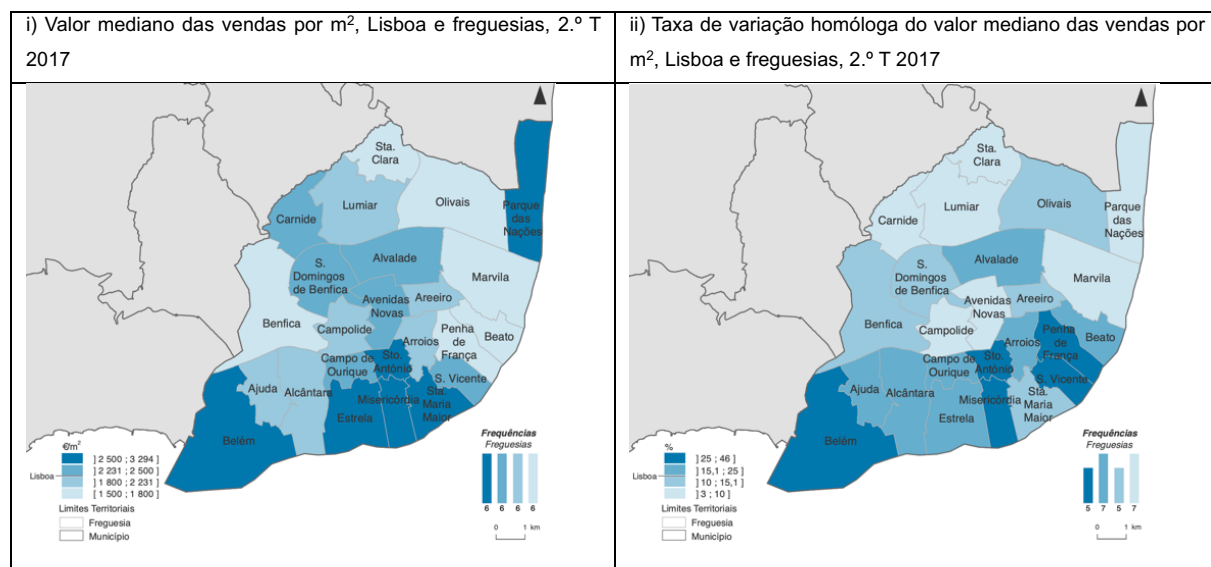 i) Valor mediano das vendas por m², Lisboa e freguesias, 2.º T
2017
ii) Taxa de variação homóloga do valor mediano das vendas por
m², Lisboa e freguesias, 2.º T 2017
Sta.
Clara
Lumiar
Olivais
Carnide
Parque
das
Nações
Alvalade
S.
Domingos
de Benfica
Marvila
Avenidas
Novas
Areeiro
Benfica
Campolide
Penha
de
França
Beato
Arroios
Sto.
António
Campo de
Ourique
S. Vicente
Ajuda
Alcântara
Misericórdia
Sta.
Maria
Maior
Estrela
Belém
€/m²
] 2 500 ; 3 294 ]
] 2 231 ; 2 500 ]
Lisboa
] 1 800 ; 2 231 ]
[ 1 500 ; 1 800 ]
Limites Territoriais
Freguesia
Município
Frequências
Freguesias
6 6 6 6
0 1 km
Sta.
Clara
Lumiar
Olivais
Carnide
Parque
das
Nações
Alvalade
S.
Domingos
de Benfica
Marvila
Avenidas
Novas
Areeiro
Benfica
Campolide
Penha
de
França
Beato
Arroios
Sto.
António
Campo de
Ourique
S. Vicente
Ajuda
Alcântara
Misericórdia
Sta.
Maria
Maior
Estrela
Belém
%
] 25 ; 46 ]
] 15,1 ; 25 ]
Lisboa
] 10 ; 15,1 ]
[ 3 ; 10 ]
Limites Territoriais
Freguesia
Município
Frequências
Freguesias
5 7 5 7
0 1 km